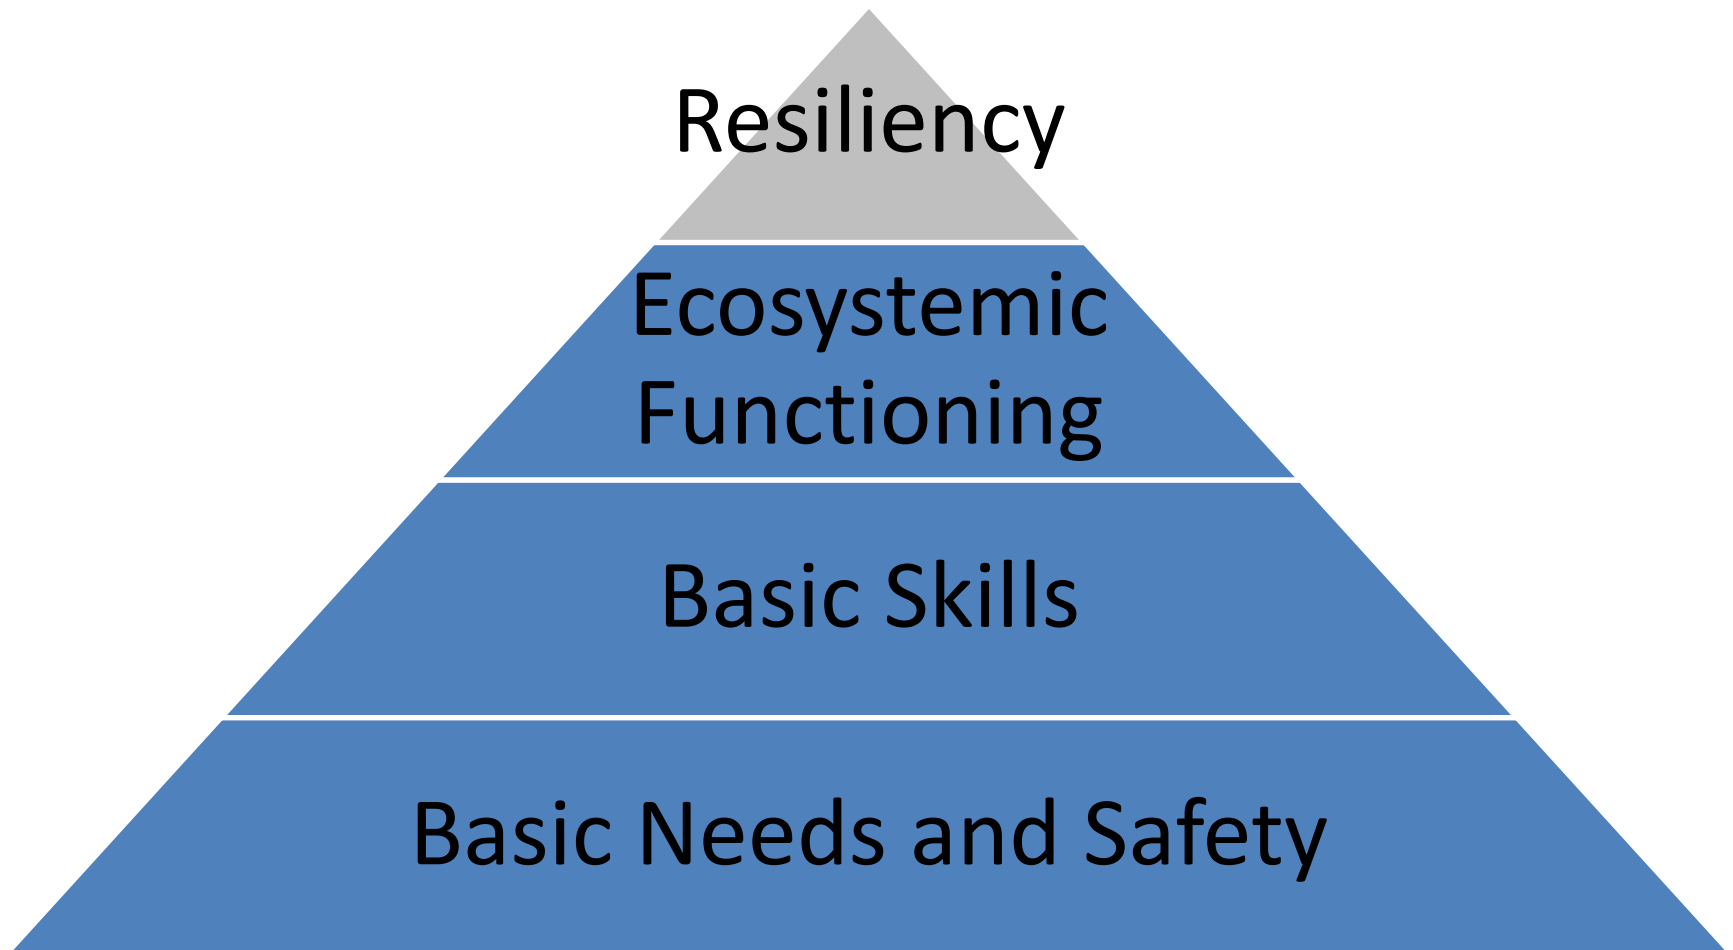 Resiliency
Ecosystemic
Functioning
Basic Skills
Basic Needs and Safety